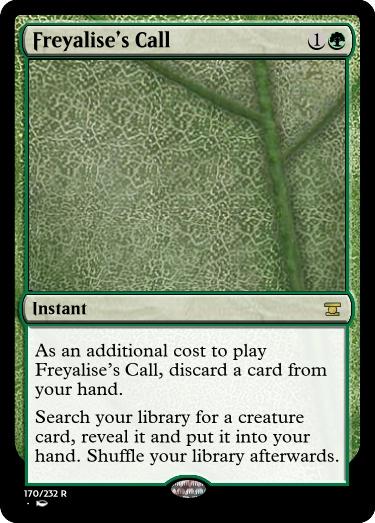 Freyalise's Call 1
Instant
As an additional cost to play
Freyalise's Call, discard a card from
your hand.
Search your library for a creature
card, reveal it and put it into your
hand. Shuffle your library afterwards.
170/232 R